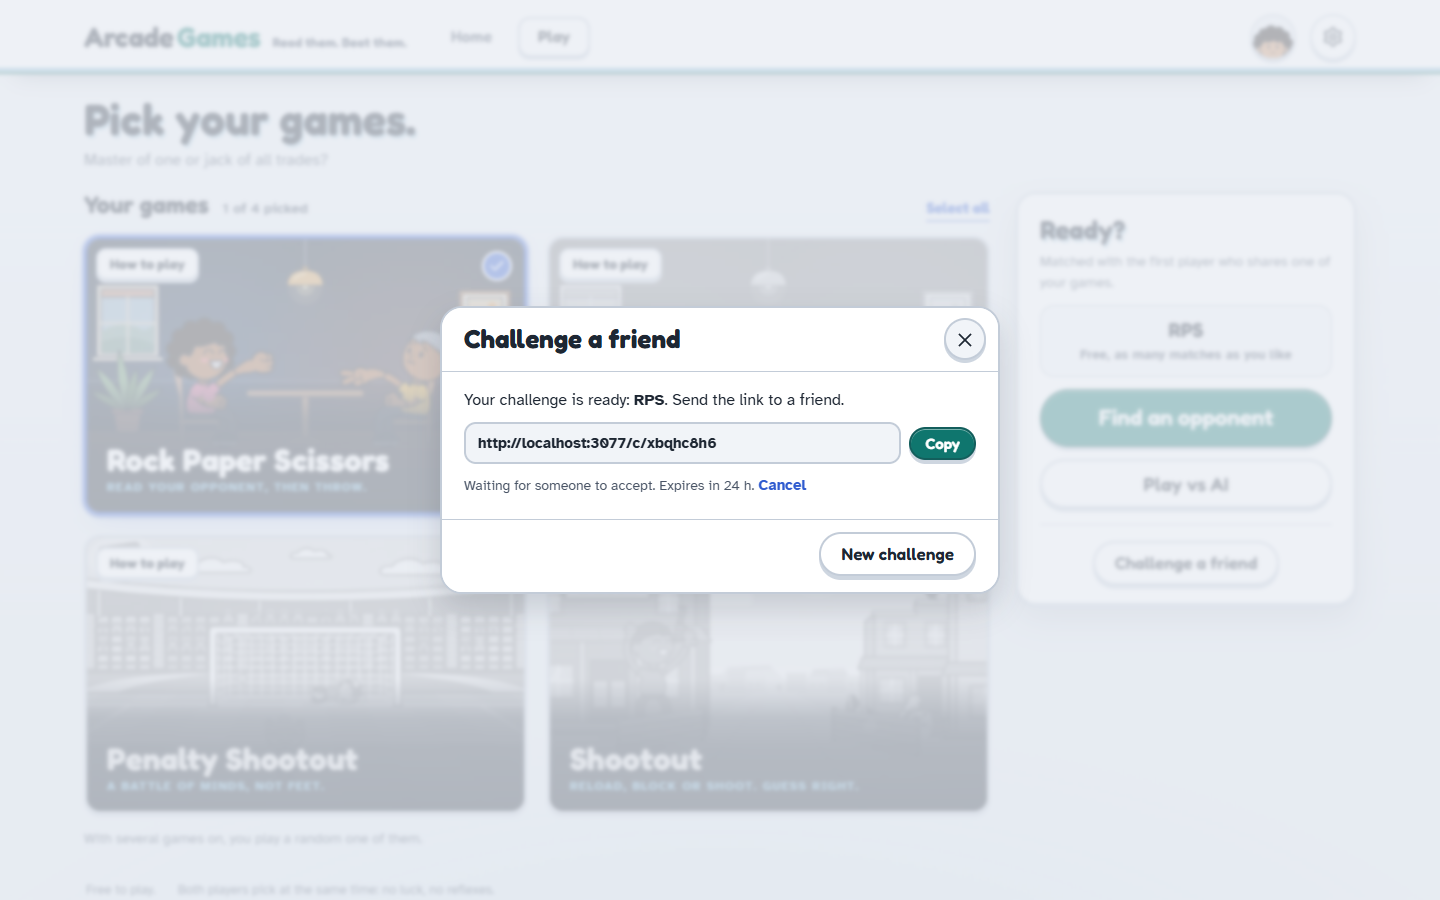 Arcade Games Read them. Beat them. Home Play
Pick your games.
Master of one or jack of all trades?
Your games 1 of 4 picked Select all
How to play
How to play
Rock Paper Scissors
READ YOUR OPPONENT, THEN THROW.
How to play
Penalty Shootout
A BATTLE OF MINDS, NOT FEET.
Shootout
RELOAD, BLOCK OR SHOOT. GUESS RIGHT.
With several games on, you play a random one of them.
Free to play. Both players pick at the same time: no luck, no reflexes.
Ready?
Matched with the first player who shares one of
your games.
RPS
Free, as many matches as you like
Find an opponent
Play vs AI
Challenge a friend
Challenge a friend
Your challenge is ready: RPS. Send the link to a friend.
http://localhost:3077/c/xbqhc8h6
Copy
Waiting for someone to accept. Expires in 24 h. Cancel
New challenge